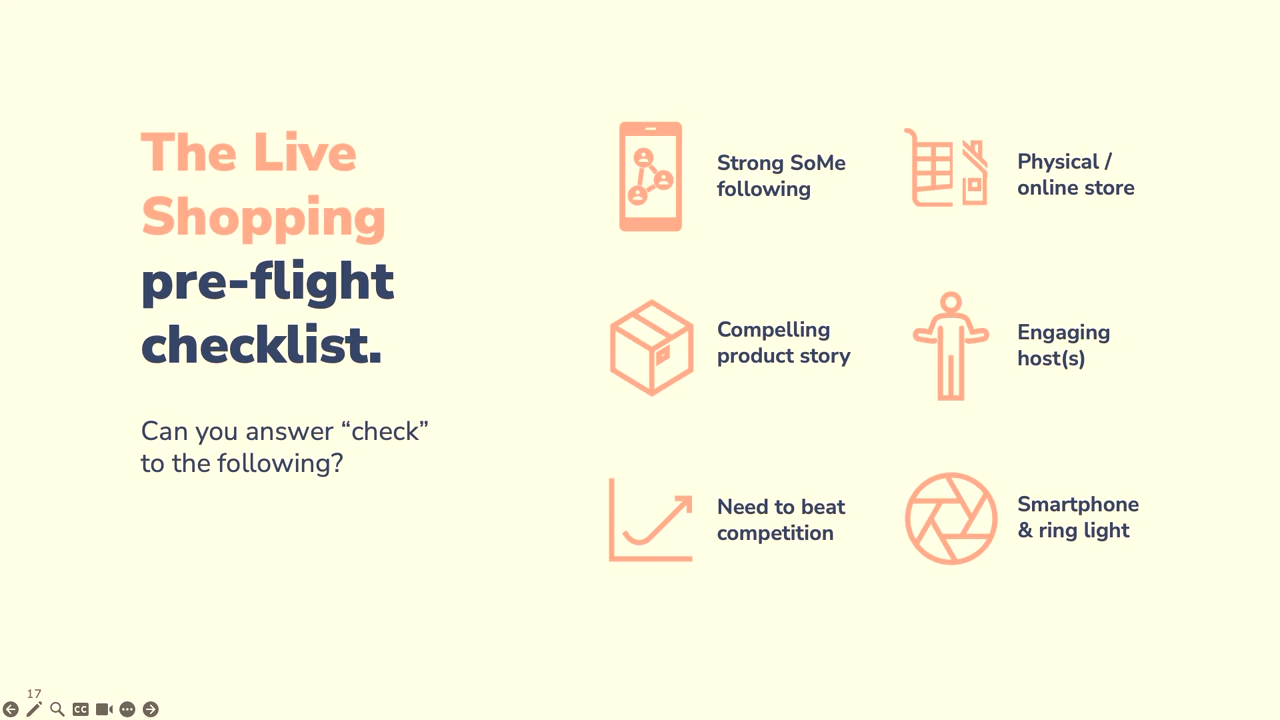 The Live
Shopping
pre-flight
checklist.
Can you answer “check”
to the following?
Strong SoMe
following
Physical /
online store
Compelling
product story
Engaging
host(s)
Need to beat
competition
Smartphone
& ring light
17
CC